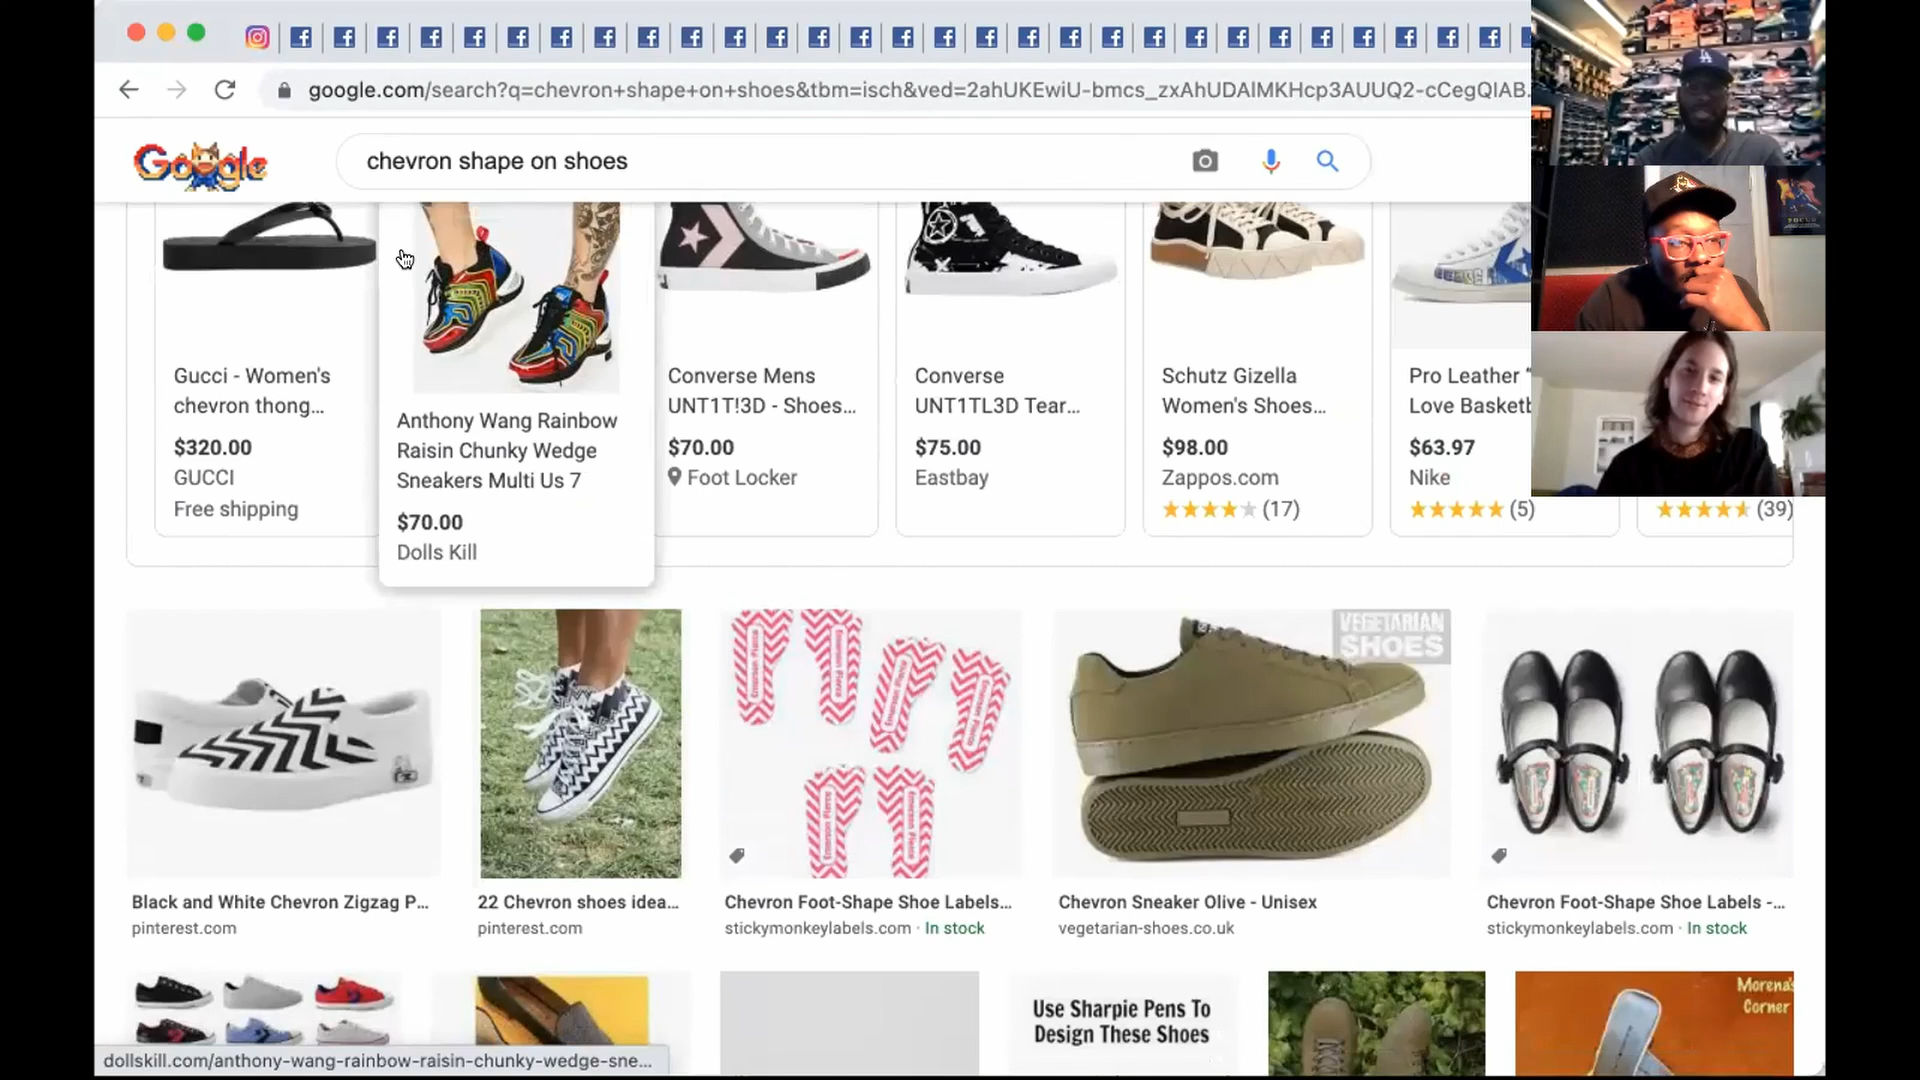 google.com/search?q=chevron+shape+on+shoes&tbm=isch&ved=2ahUKEwiU-bmcs_zxAhUDAlMKHcp3AUUQ2-cCegQIAB.
Google
chevron shape on shoes
Gucci - Women's
chevron thong...
$320.00
GUCCI
Free shipping
Anthony Wang Rainbow
Raisin Chunky Wedge
Sneakers Multi Us 7
$70.00
Dolls Kill
Converse Mens
UNT1T!3D - Shoes...
$70.00
Foot Locker
Converse
UNT1TL3D Tear...
$75.00
Eastbay
Schutz Gizella
Women's Shoes...
$98.00
Zappos.com
(17)
Pro Leather “
Love Basketb
$63.97
Nike
(5)
(39)
VEGETARIAN
SHOES
Black and White Chevron Zigzag P...
pinterest.com
22 Chevron shoes idea...
pinterest.com
Chevron Foot-Shape Shoe Labels...
stickymonkeylabels.com · In stock
Chevron Sneaker Olive - Unisex
vegetarian-shoes.co.uk
Chevron Foot-Shape Shoe Labels -...
stickymonkeylabels.com · In stock
Use Sharpie Pens To
Design These Shoes
Morena's
Corner
dollskill.com/anthony-wang-rainbow-raisin-chunky-wedge-sne...